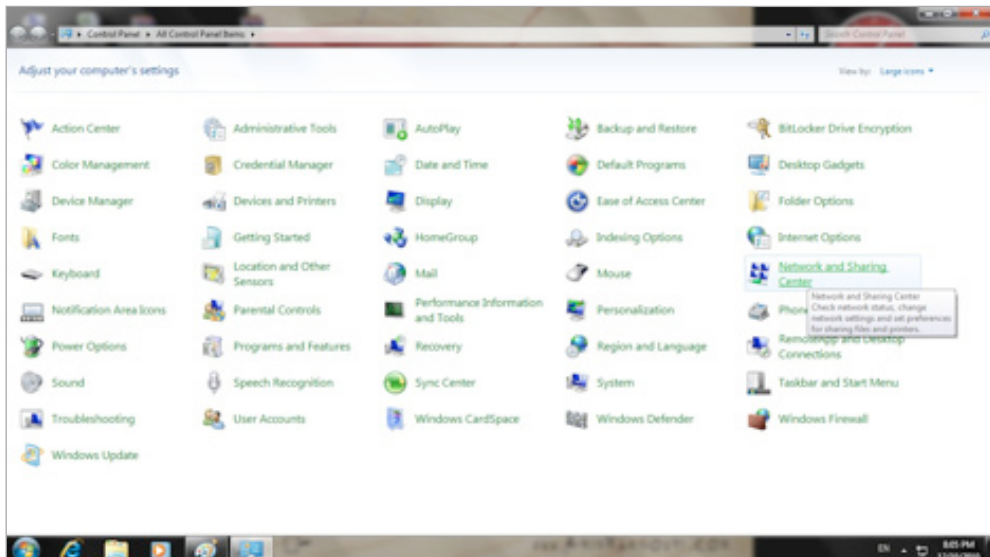 Control Panel ▸ All Control Panel Items ▸
Search Control Panel
Adjust your computer's settings
View by: Large icons
Action Center
Administrative Tools
AutoPlay
Backup and Restore
BitLocker Drive Encryption
Color Management
Credential Manager
Date and Time
Default Programs
Desktop Gadgets
Device Manager
Devices and Printers
Display
Ease of Access Center
Folder Options
Fonts
Getting Started
HomeGroup
Indexing Options
Internet Options
Keyboard
Location and Other
Sensors
Mail
Mouse
Network and Sharing
Center
Network and Sharing Center
Check network status, change
network settings and set preferences
for sharing files and printers.
Notification Area Icons
Parental Controls
Performance Information
and Tools
Personalization
Power Options
Programs and Features
Recovery
Region and Language
RemoteApp and Desktop
Connections
Sound
Speech Recognition
Sync Center
System
Taskbar and Start Menu
Troubleshooting
User Accounts
Windows CardSpace
Windows Defender
Windows Firewall
Windows Update
EN
8:05 PM